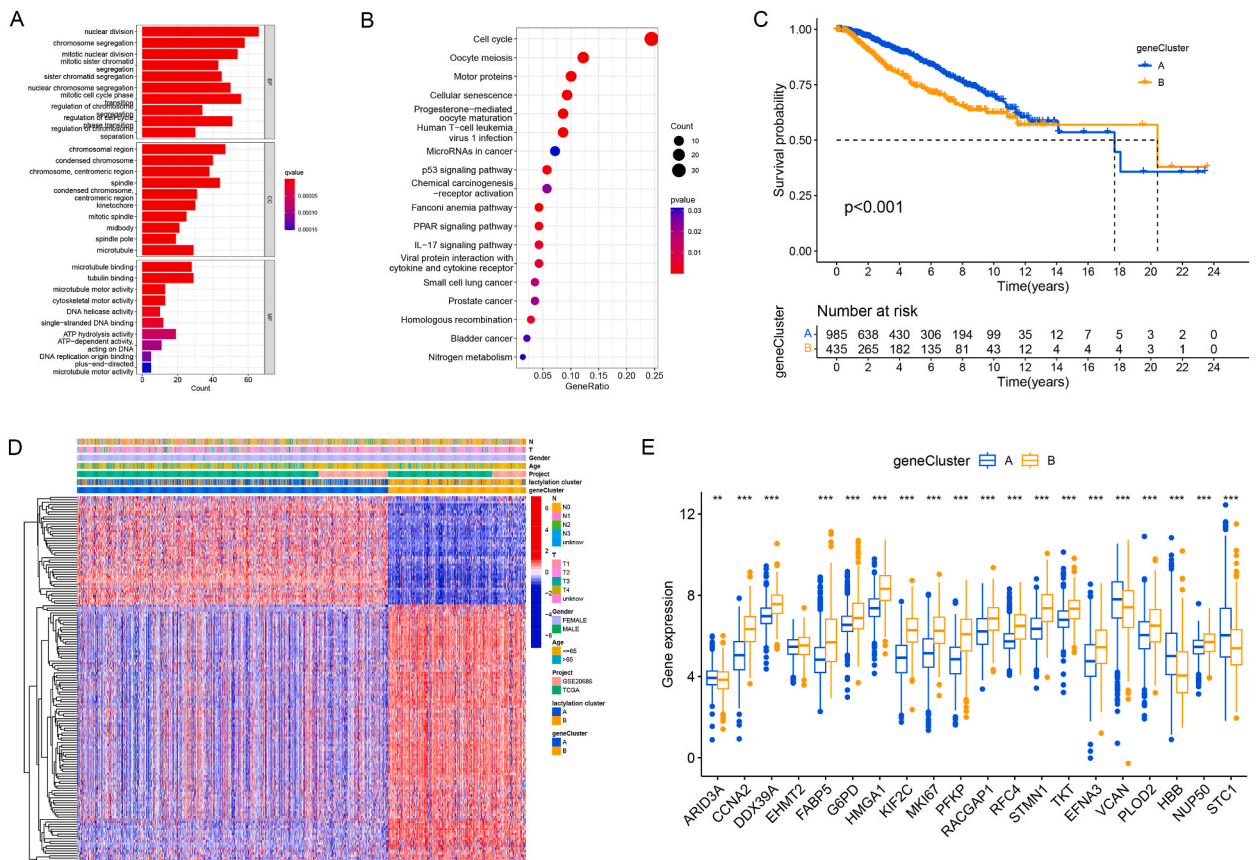 A
nuclear division
chromosome segregation
mitotic nuclear division
mitotic sister chromatid
segregation
sister chromatid segregation
nuclear chromosome segregation
mitotic cell cycle phase
transition
regulation of chromosome
segregation
regulation of cell cycle
phase transition
regulation of chromosome
separation
BP
chromosomal region
condensed chromosome
chromosome, centromeric region
spindle
condensed chromosome,
centromeric region
kinetochore
mitotic spindle
midbody
spindle pole
microtubule
CC
microtubule binding
tubulin binding
microtubule motor activity
cytoskeletal motor activity
DNA helicase activity
single-stranded DNA binding
ATP hydrolysis activity
ATP-dependent activity,
acting on DNA
DNA replication origin binding
plus-end-directed
microtubule motor activity
MF
0 20 40 60
Count
qvalue
0.00005
0.00010
0.00015
B
Cell cycle
Oocyte meiosis
Motor proteins
Cellular senescence
Progesterone-mediated
oocyte maturation
Human T-cell leukemia
virus 1 infection
MicroRNAs in cancer
p53 signaling pathway
Chemical carcinogenesis
-receptor activation
Fanconi anemia pathway
PPAR signaling pathway
IL-17 signaling pathway
Viral protein interaction with
cytokine and cytokine receptor
Small cell lung cancer
Prostate cancer
Homologous recombination
Bladder cancer
Nitrogen metabolism
0.05 0.10 0.15 0.20 0.25
GeneRatio
Count
10
20
30
pvalue
0.03
0.02
0.01
C
geneCluster
A
B
Survival probability
1.00
0.75
0.50
0.25
0.00
p<0.001
0 2 4 6 8 10 12 14 16 18 20 22 24
Time(years)
Number at risk
geneCluster
A 985 638 430 306 194 99 35 12 7 5 3 2 0
B 435 265 182 135 81 43 12 4 4 4 3 1 0
0 2 4 6 8 10 12 14 16 18 20 22 24
Time(years)
D
N
T
Gender
Age
Project
lactylation cluster
geneCluster
6
4
2
0
−2
−4
−6
N
N0
N1
N2
N3
unknow
T
T1
T2
T3
T4
unknow
Gender
FEMALE
MALE
Age
<=65
>65
Project
GSE20685
TCGA
lactylation cluster
A
B
geneCluster
A
B
E
geneCluster A B
** *** *** *** *** *** *** *** *** *** *** *** *** *** *** *** *** *** ***
Gene expression
12
8
4
0
ARID3A
CCNA2
DDX39A
EHMT2
FABP5
G6PD
HMGA1
KIF2C
MKI67
PFKP
RACGAP1
RFC4
STMN1
TKT
EFNA3
VCAN
PLOD2
HBB
NUP50
STC1